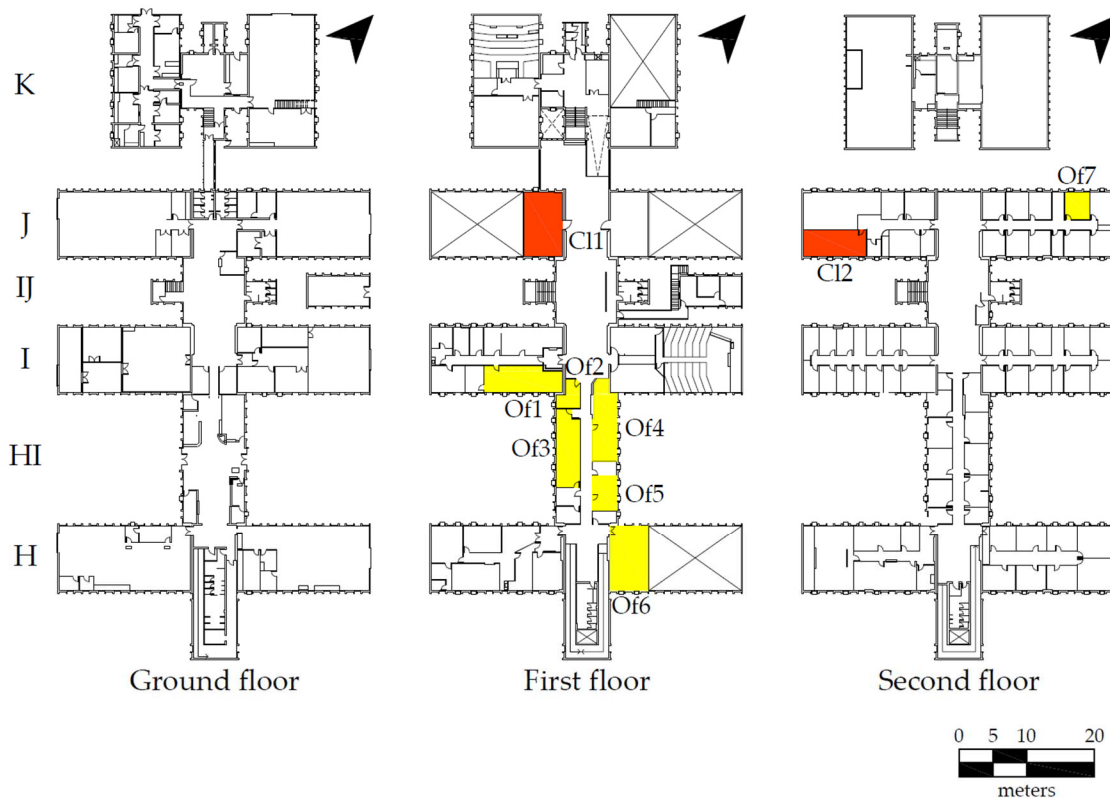 K
J
IJ
I
HI
H
Cl1
Of1
Of2
Of3
Of4
Of5
Of6
Of7
Cl2
Ground floor
First floor
Second floor
0 5 10 20
meters